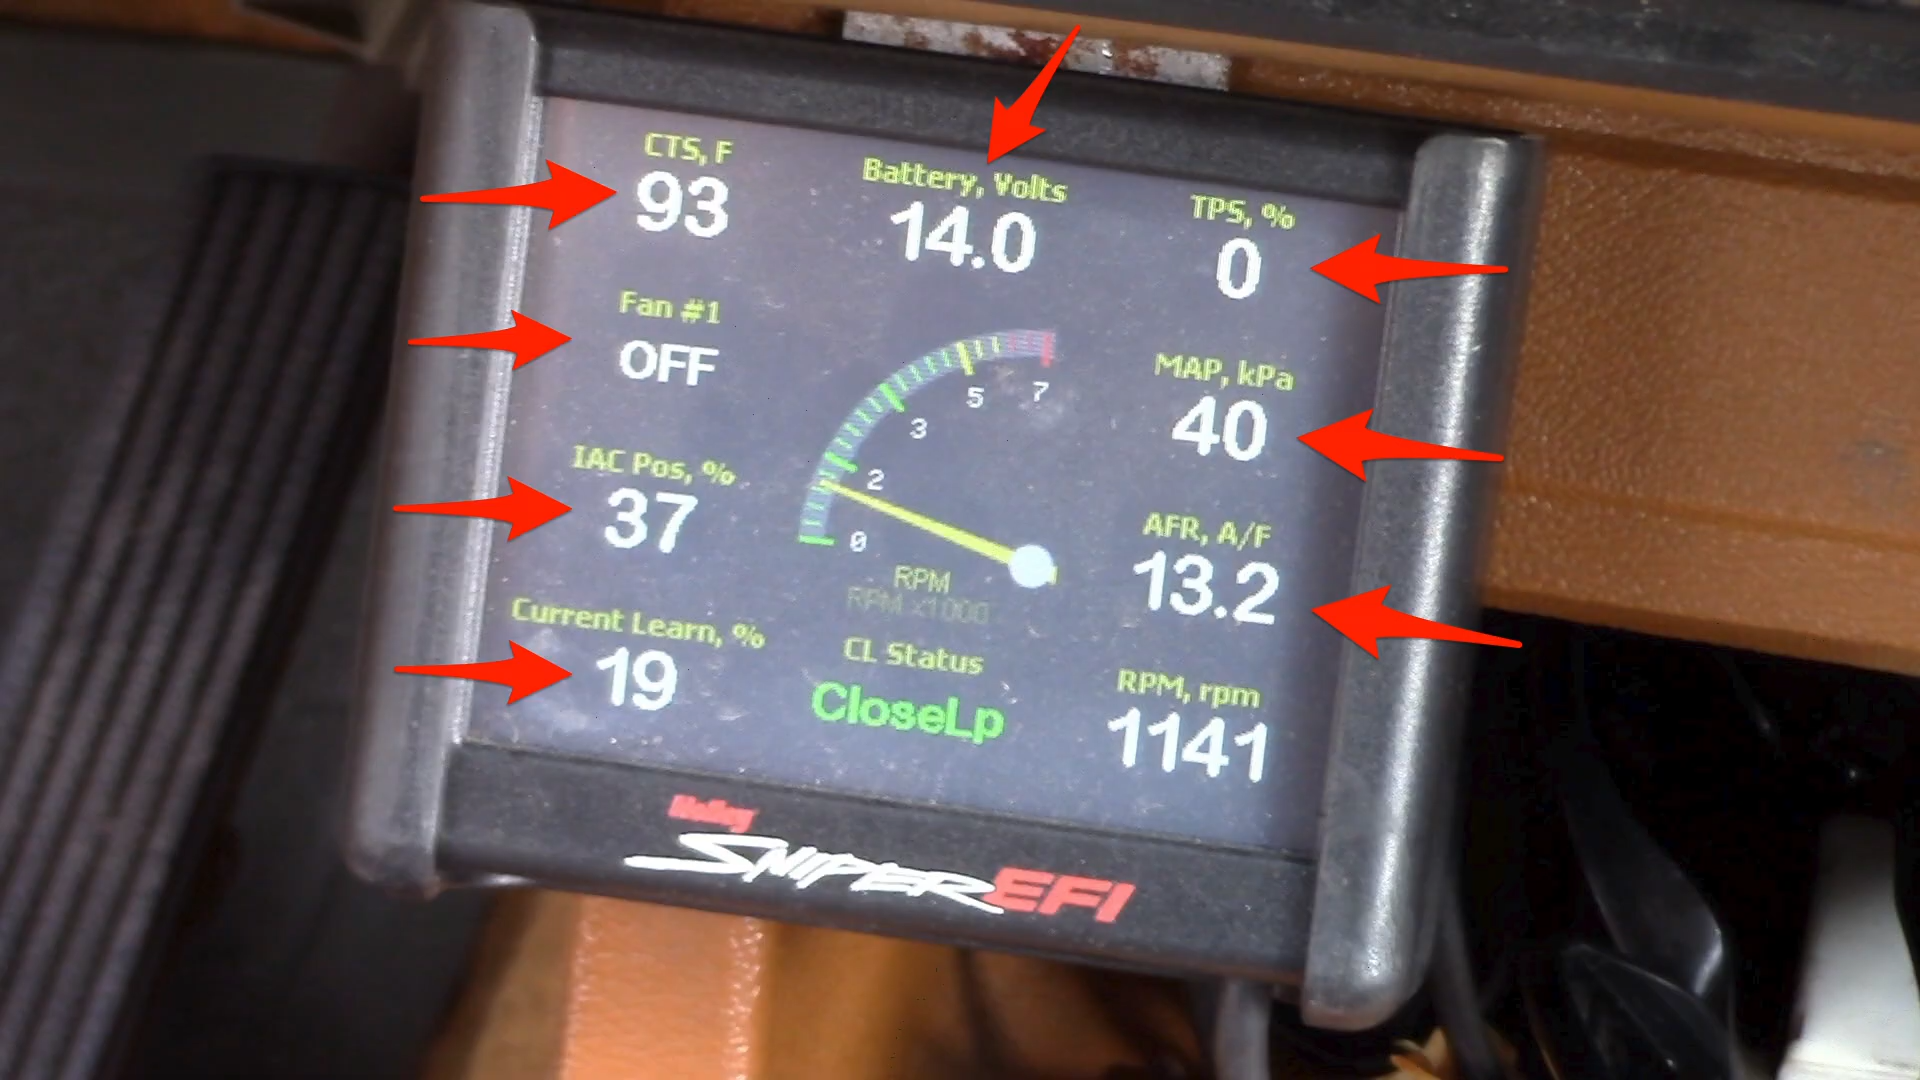 CTS, F
93
Battery, Volts
14.0
TPS, %
0
Fan #1
OFF
MAP, kPa
40
IAC Pos, %
37
7
5
3
2
0
RPM
RPM x1000
AFR, A/F
13.2
Current Learn, %
19
CL Status
CloseLp
RPM, rpm
1141
Holley
SNIPER EFI